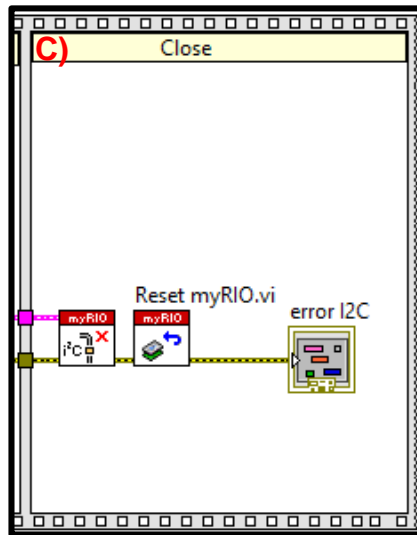 C) Close
Reset myRIO.vi
error I2C
myRIO
myRIO
I²C